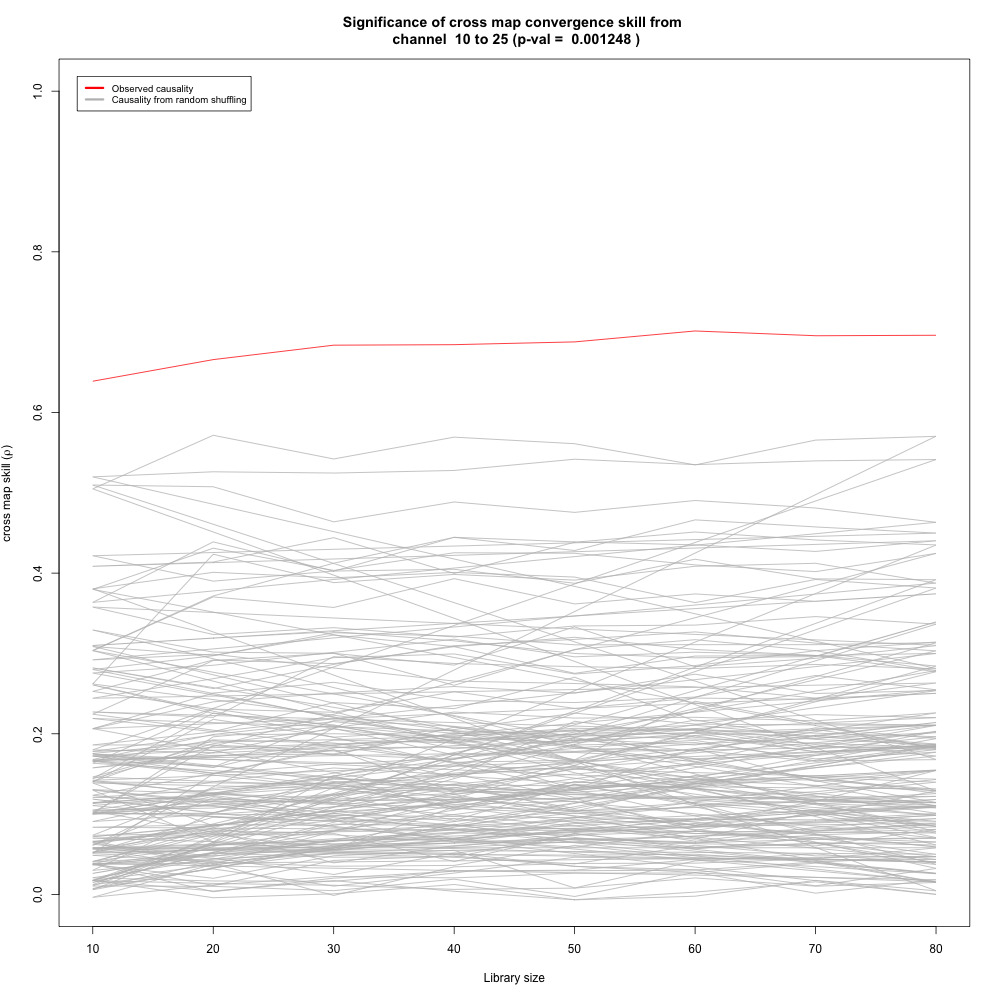 Significance of cross map convergence skill from
channel  10 to 25 (p-val =  0.001248 )
Observed causality
Causality from random shuffling
1.0
0.8
0.6
0.4
0.2
0.0
cross map skill (ρ)
10 20 30 40 50 60 70 80
Library size